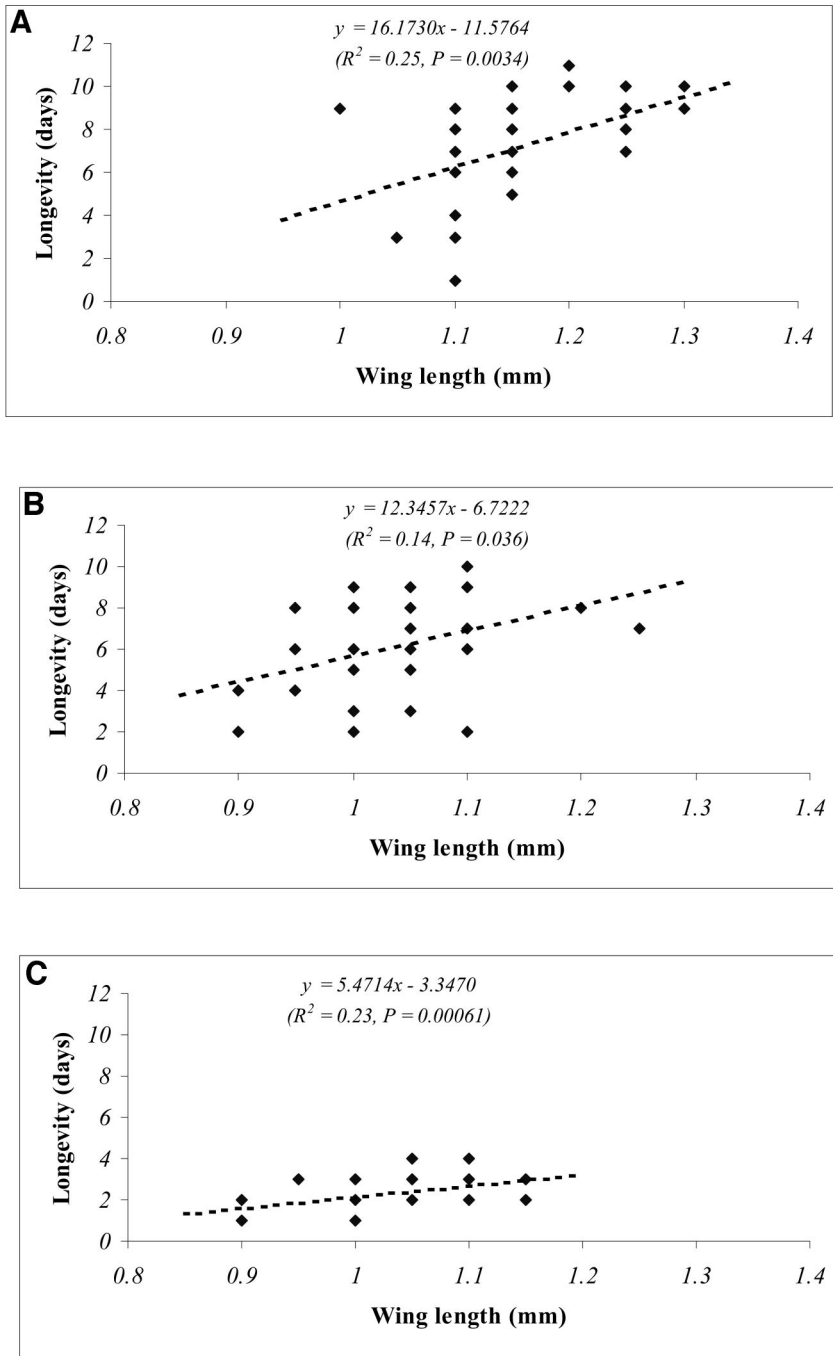 A
y = 16.1730x - 11.5764
(R² = 0.25, P = 0.0034)
12
10
8
6
4
2
0
Longevity (days)
0.8 0.9 1 1.1 1.2 1.3 1.4
Wing length (mm)
B
y = 12.3457x - 6.7222
(R² = 0.14, P = 0.036)
12
10
8
6
4
2
0
Longevity (days)
0.8 0.9 1 1.1 1.2 1.3 1.4
Wing length (mm)
C
y = 5.4714x - 3.3470
(R² = 0.23, P = 0.00061)
12
10
8
6
4
2
0
Longevity (days)
0.8 0.9 1 1.1 1.2 1.3 1.4
Wing length (mm)